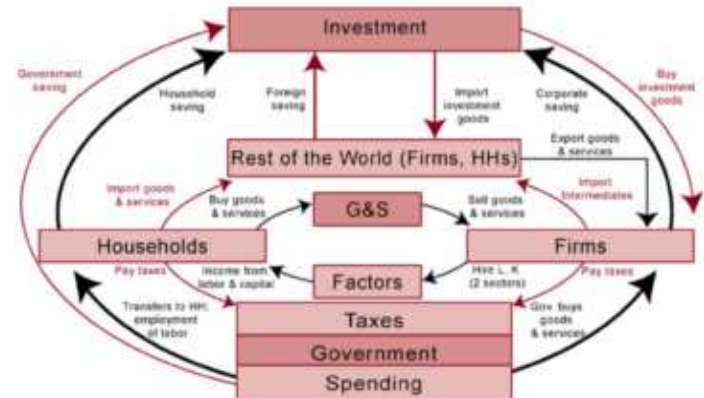 Investment
Government
saving
Household
saving
Foreign
saving
Import
investment
goods
Corporate
saving
Buy
investment
goods
Export goods
& services
Rest of the World (Firms, HHs)
Import goods
& services
Buy goods
& services
G&S
Sell goods
& services
Import
Intermediates
Households
Firms
Pay taxes
Income from
labor & capital
Factors
Hire L, K
(2 sectors)
Pay taxes
Transfers to HH;
employment
of labor
Taxes
Gov. buys
goods
& services
Government
Spending